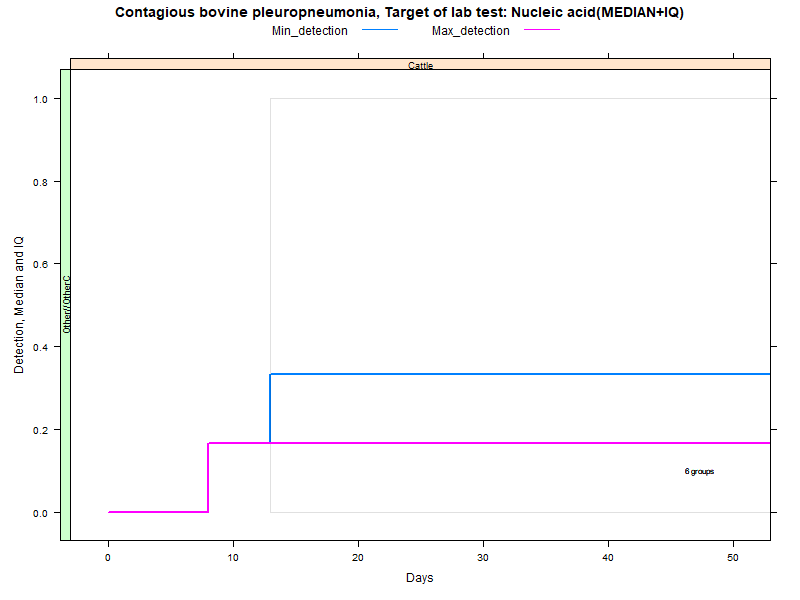 Contagious bovine pleuropneumonia, Target of lab test: Nucleic acid(MEDIAN+IQ)
Min_detection Max_detection
Cattle
1.0
0.8
0.6
0.4
0.2
0.0
Detection, Median and IQ
Other//Other C
6 groups
0 10 20 30 40 50
Days